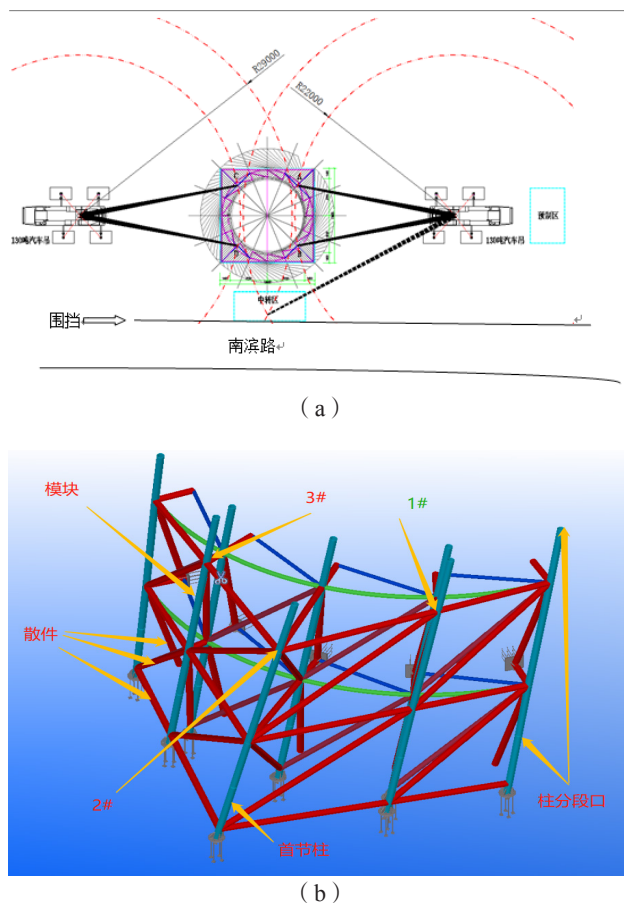 R29000
R22000
C
A
D
B
130吨汽车吊
130吨汽车吊
预制区
中转区
围挡
南滨路
（a）
模块
3#
1#
散件
2#
首节柱
柱分段口
（b）